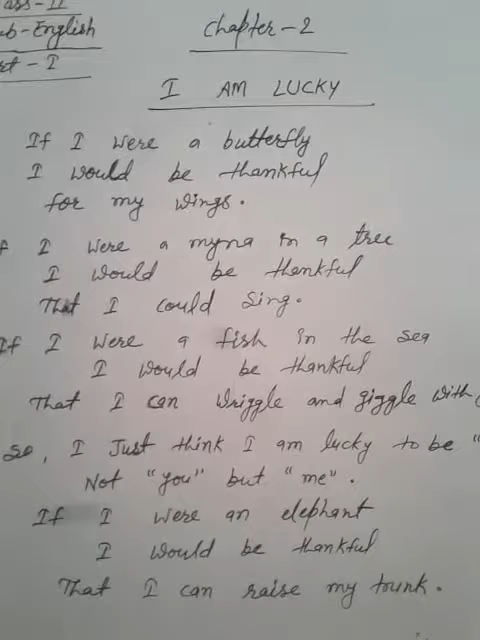 ass-II
ub-English
Chapter-2
rt-I
I AM LUCKY
If I were a butterfly
I would be thankful
for my wings.
f I were a myna in a tree
I would be thankful
That I could sing.
If I were a fish in the sea
I would be thankful
That I can wriggle and giggle with
So, I Just think I am lucky to be "
Not "you" but "me".
If I were an elephant
I would be thankful
That I can raise my trunk.